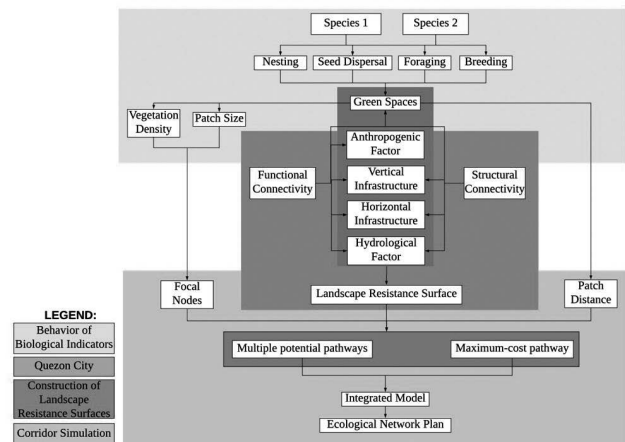 Species 1
Species 2
Nesting
Seed Dispersal
Foraging
Breeding
Green Spaces
Vegetation
Density
Patch Size
Anthropogenic
Factor
Functional
Connectivity
Vertical
Infrastructure
Structural
Connectivity
Horizontal
Infrastructure
Hydrological
Factor
Focal
Nodes
Landscape Resistance Surface
Patch
Distance
Multiple potential pathways
Maximum-cost pathway
Integrated Model
Ecological Network Plan
LEGEND:
Behavior of
Biological Indicators
Quezon City
Construction of
Landscape
Resistance Surfaces
Corridor Simulation